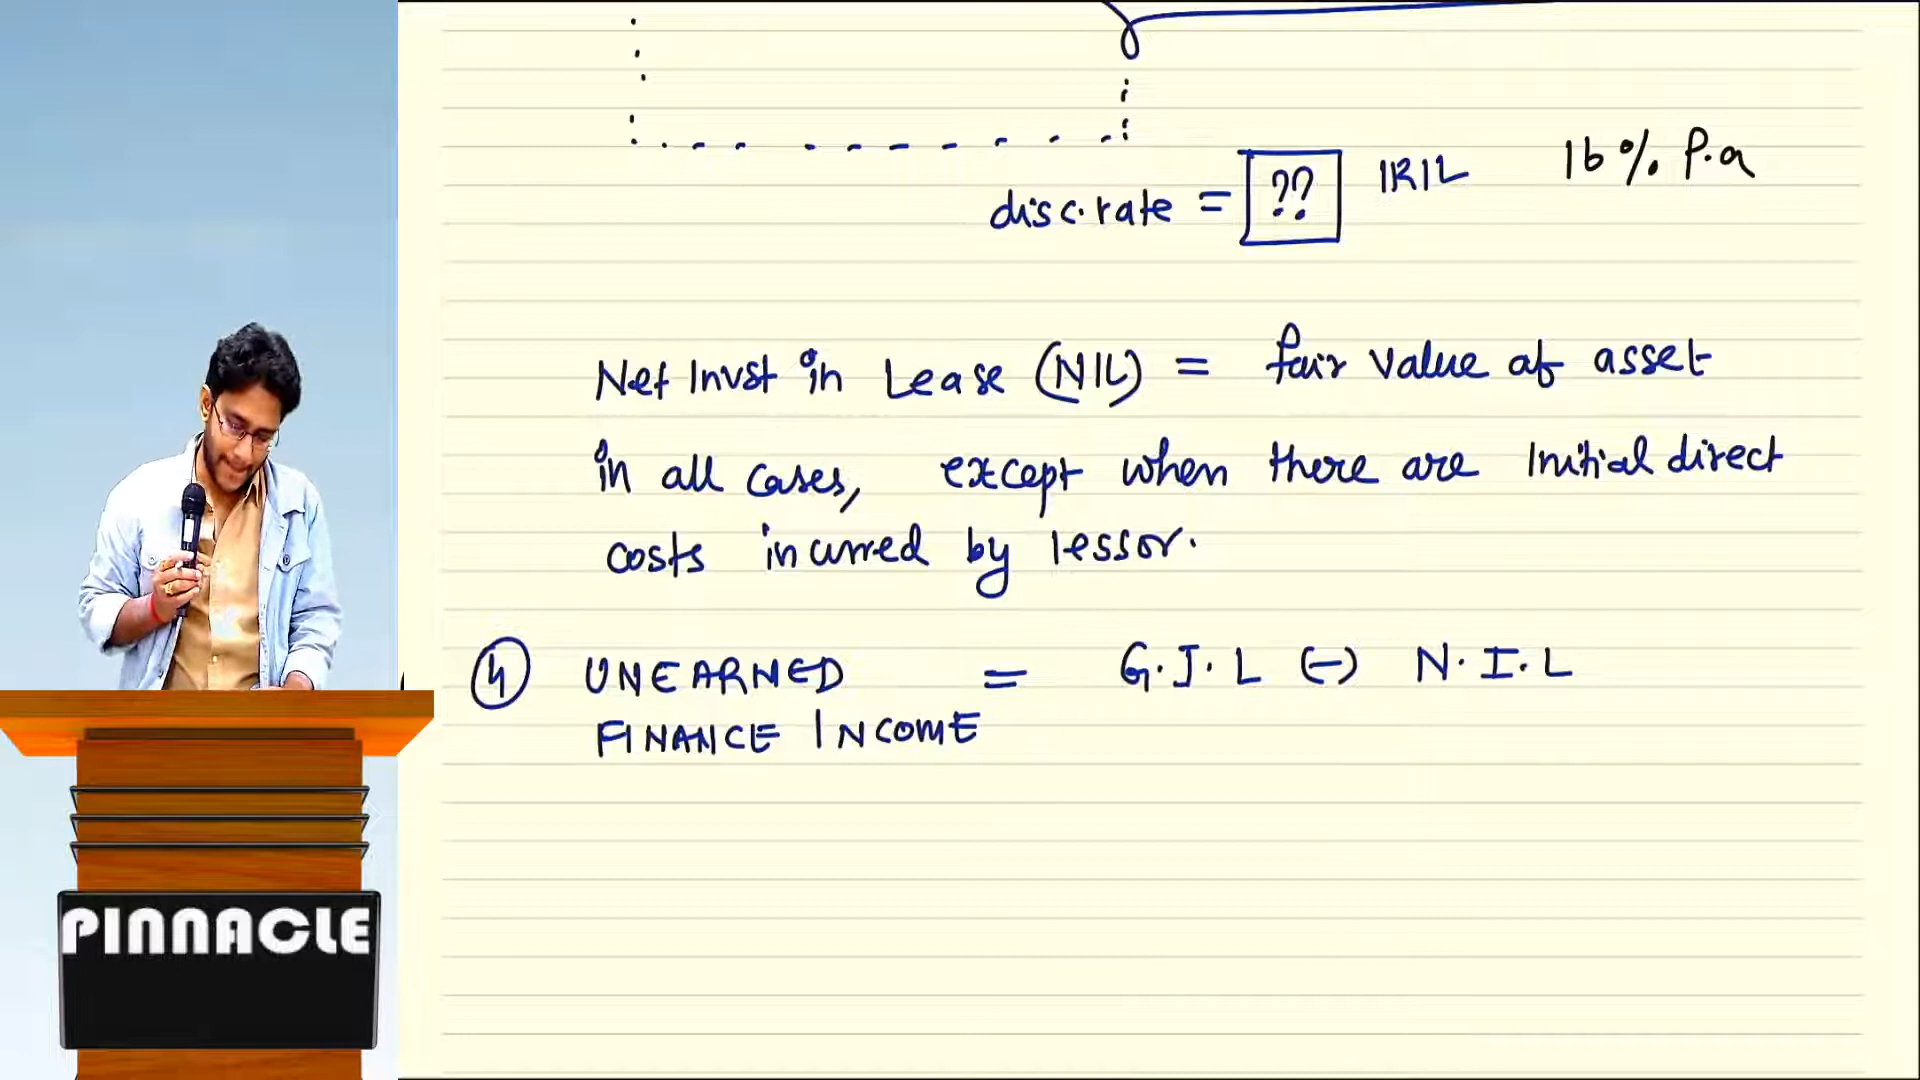 16% P.a
disc. rate = ?? IRIL
Net Invst in Lease (NIL) = fair value of asset
in all cases, except when there are Initial direct
costs incurred by lessor.
4 UNEARNED = G.I.L (-) N.I.L
FINANCE INCOME
PINNACLE